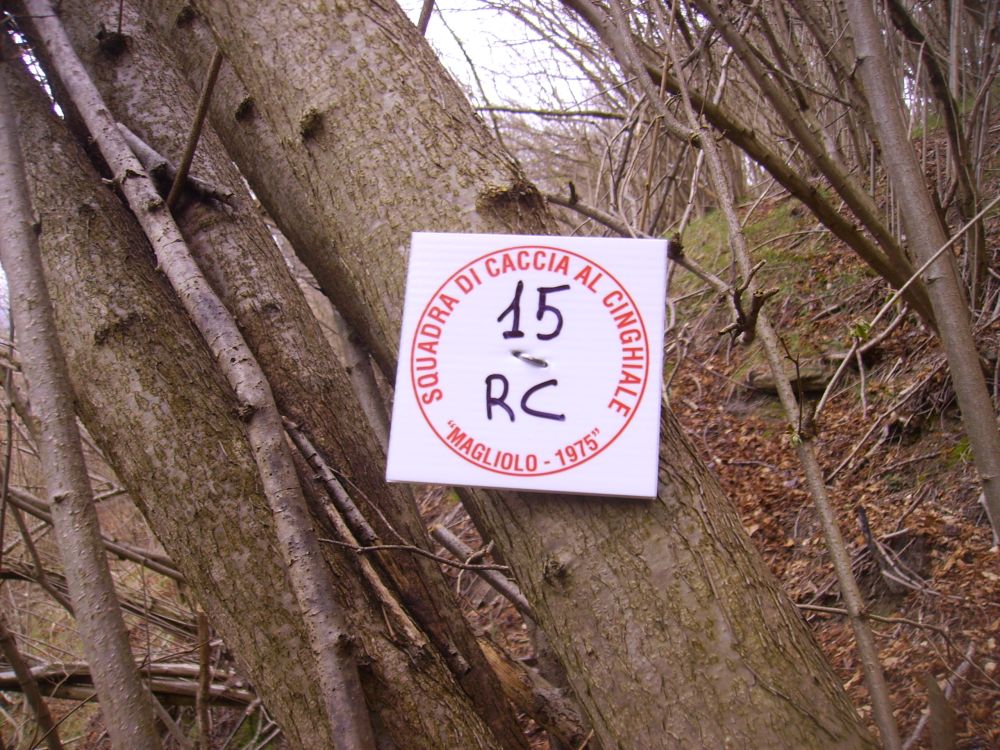 SQUADRA DI CACCIA AL CINGHIALE
15
RC
"MAGLIOLO - 1975"